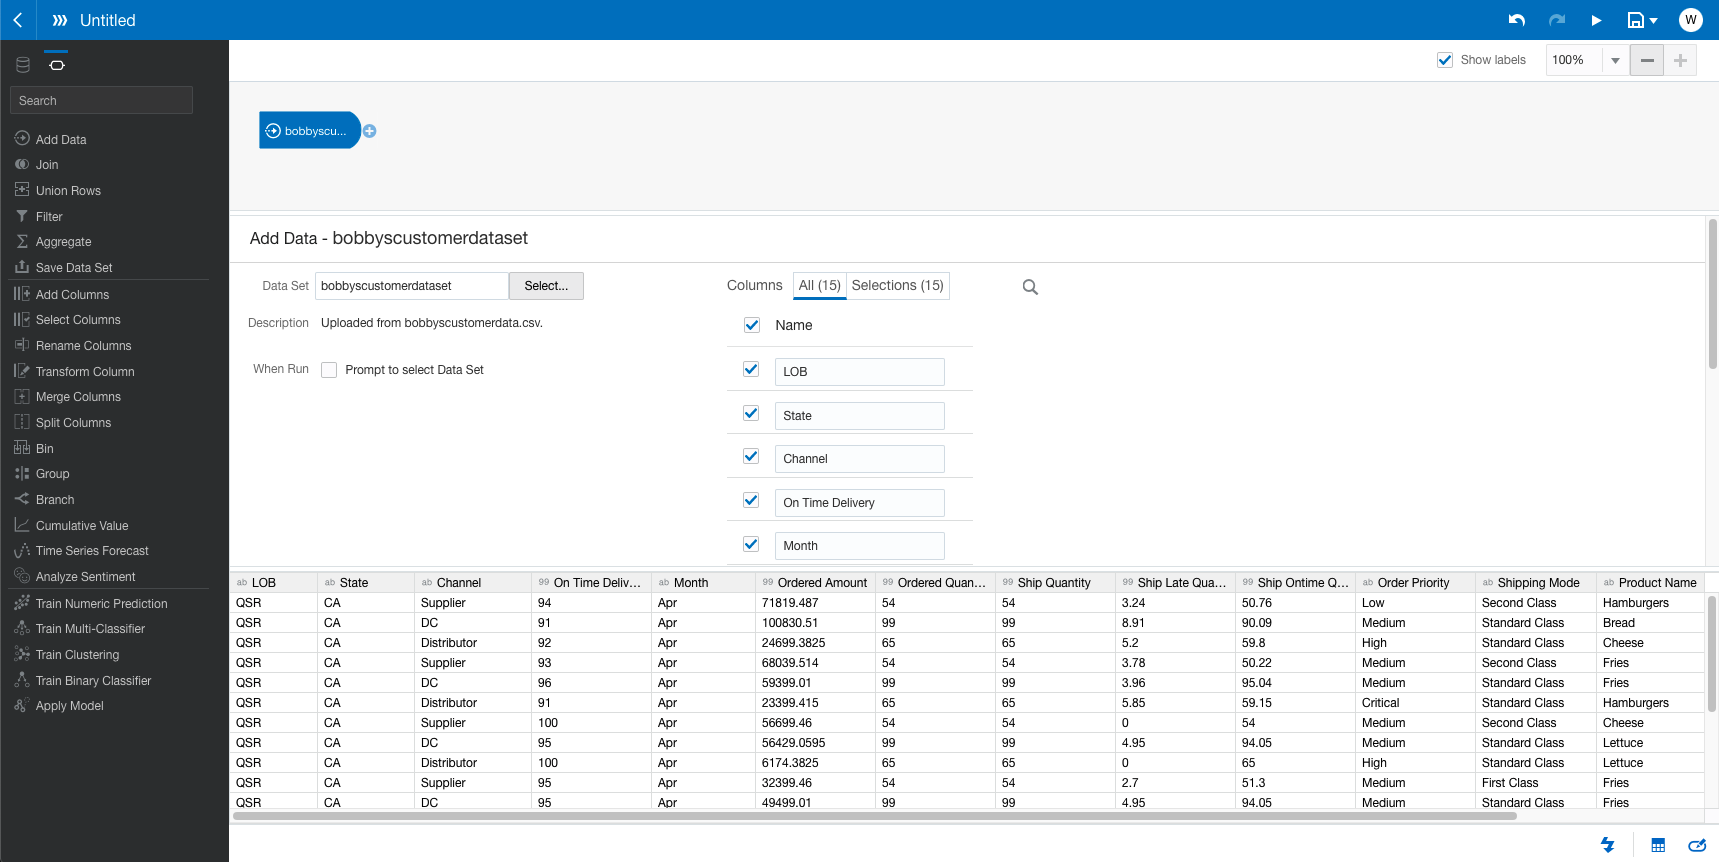 Untitled
W
Show labels
100%
Search
Add Data
Join
Union Rows
Filter
Aggregate
Save Data Set
Add Columns
Select Columns
Rename Columns
Transform Column
Merge Columns
Split Columns
Bin
Group
Branch
Cumulative Value
Time Series Forecast
Analyze Sentiment
Train Numeric Prediction
Train Multi-Classifier
Train Clustering
Train Binary Classifier
Apply Model
bobbyscu...
Add Data - bobbyscustomerdataset
Data Set bobbyscustomerdataset Select...
Description Uploaded from bobbyscustomerdata.csv.
When Run Prompt to select Data Set
Columns All (15) Selections (15)
Name
LOB
State
Channel
On Time Delivery
Month
ab LOB ab State ab Channel 99 On Time Deliv... ab Month 99 Ordered Amount 99 Ordered Quan... 99 Ship Quantity 99 Ship Late Qua... 99 Ship Ontime Q... ab Order Priority ab Shipping Mode ab Product Name
QSR CA Supplier 94 Apr 71819.487 54 54 3.24 50.76 Low Second Class Hamburgers
QSR CA DC 91 Apr 100830.51 99 99 8.91 90.09 Medium Standard Class Bread
QSR CA Distributor 92 Apr 24699.3825 65 65 5.2 59.8 High Standard Class Cheese
QSR CA Supplier 93 Apr 68039.514 54 54 3.78 50.22 Medium Second Class Fries
QSR CA DC 96 Apr 59399.01 99 99 3.96 95.04 Medium Standard Class Fries
QSR CA Distributor 91 Apr 23399.415 65 65 5.85 59.15 Critical Standard Class Hamburgers
QSR CA Supplier 100 Apr 56699.46 54 54 0 54 Medium Second Class Cheese
QSR CA DC 95 Apr 56429.0595 99 99 4.95 94.05 Medium Standard Class Lettuce
QSR CA Distributor 100 Apr 6174.3825 65 65 0 65 High Standard Class Lettuce
QSR CA Supplier 95 Apr 32399.46 54 54 2.7 51.3 Medium First Class Fries
QSR CA DC 95 Apr 49499.01 99 99 4.95 94.05 Medium Standard Class Fries